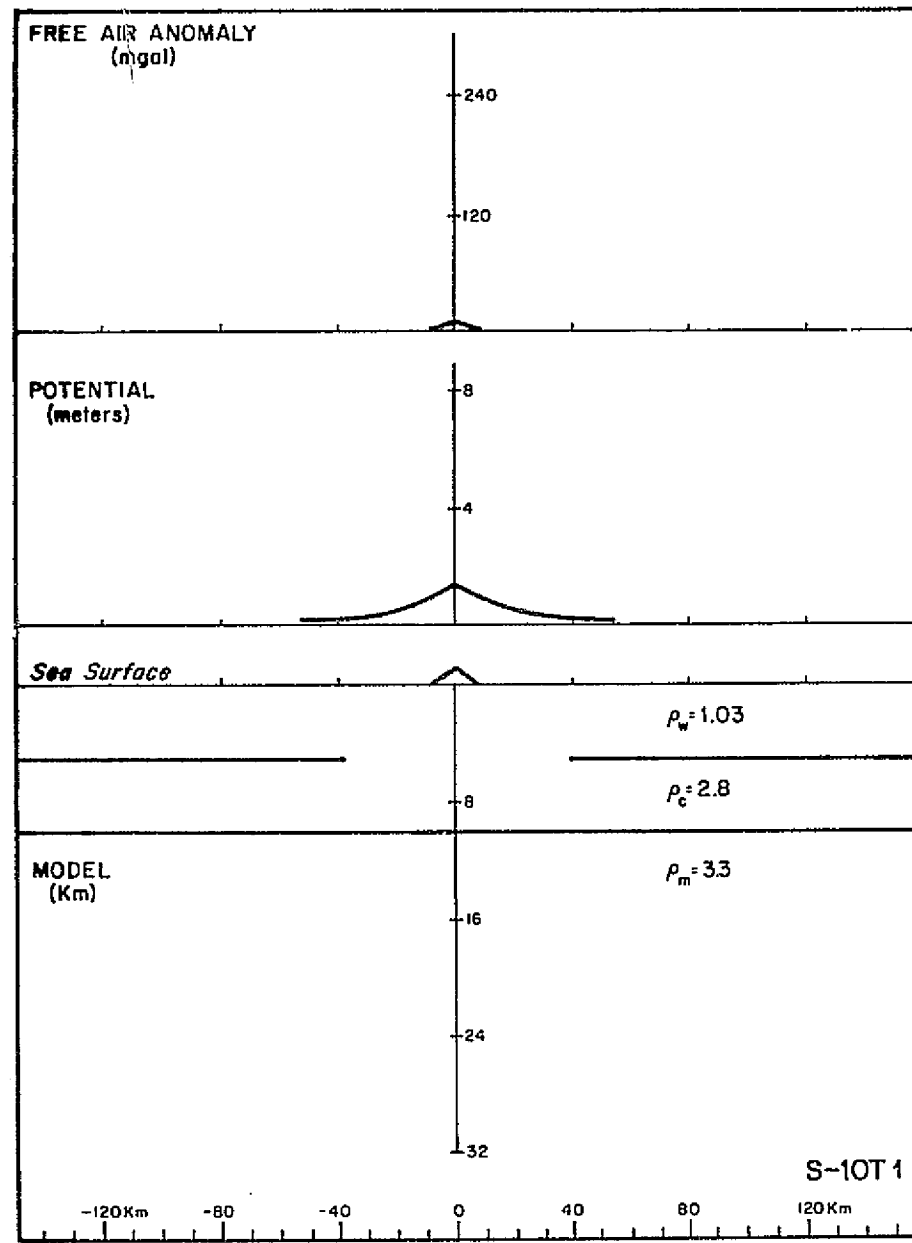 FREE AIR ANOMALY
(mgal)
240
120
POTENTIAL
(meters)
8
4
Sea Surface
ρw=1.03
ρc=2.8
8
MODEL
(Km)
ρm=3.3
16
24
32
S-10T1
-120Km -80 -40 0 40 80 120Km